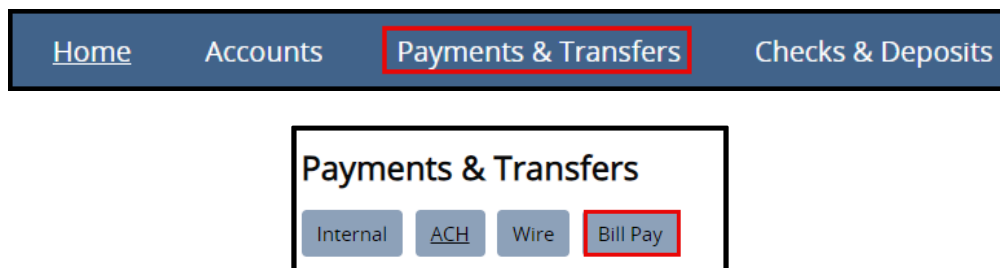 Home Accounts Payments & Transfers Checks & Deposits
Payments & Transfers
Internal ACH Wire Bill Pay